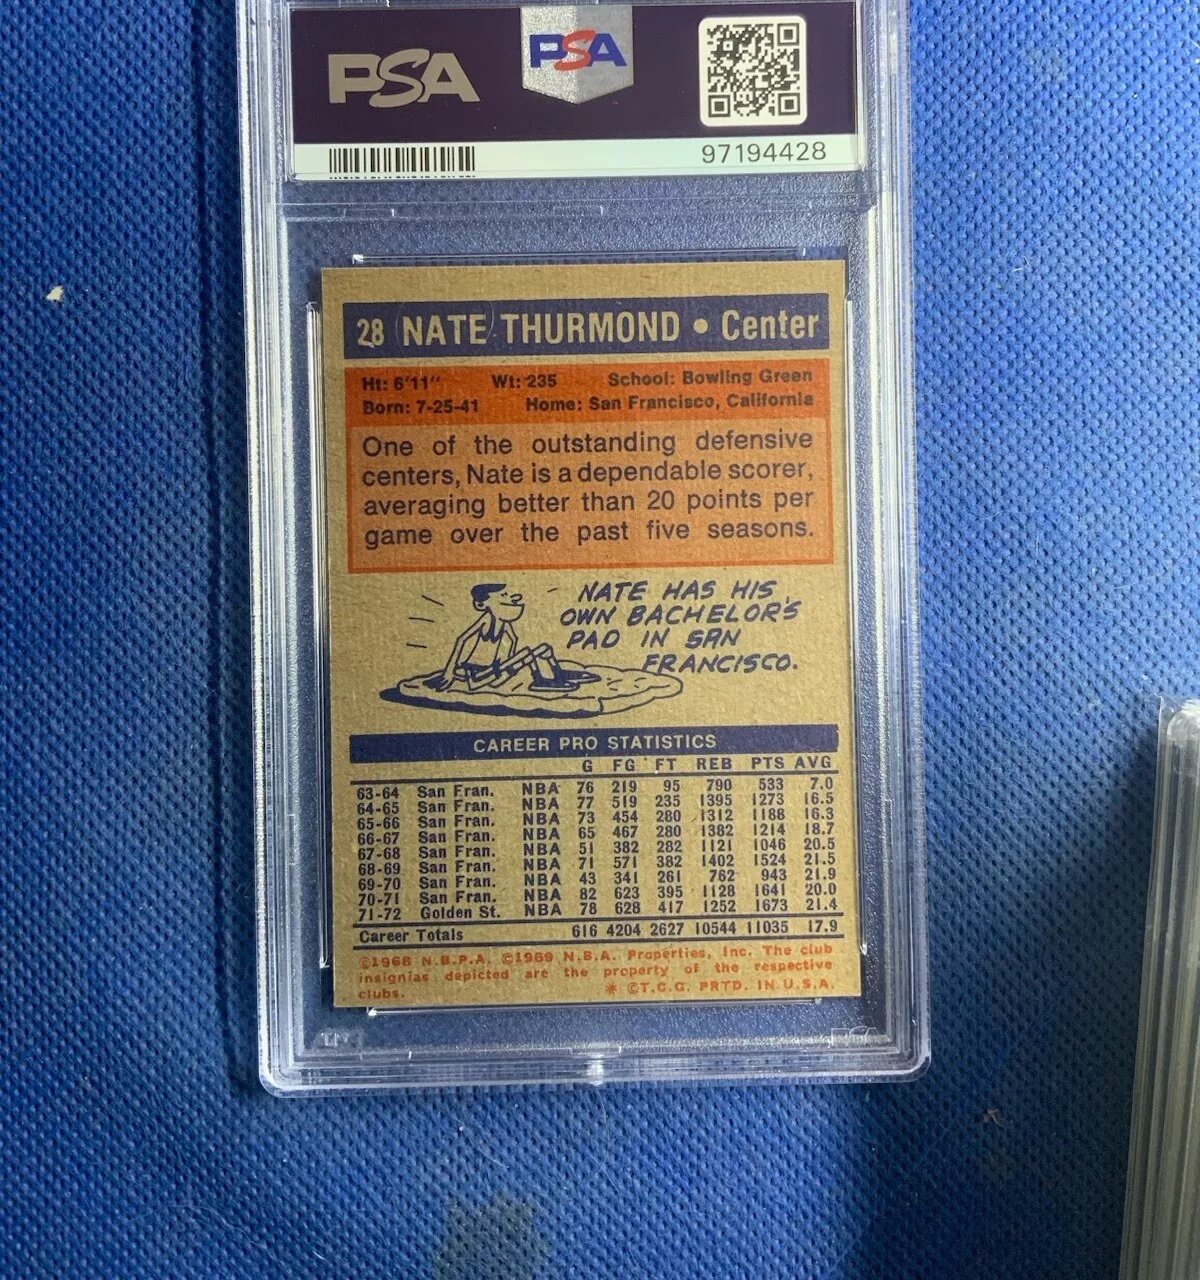 PSA
PSA
97194428
28 NATE THURMOND • Center
Ht: 6'11" Wt: 235 School: Bowling Green
Born: 7-25-41 Home: San Francisco, California
One of the outstanding defensive
centers, Nate is a dependable scorer,
averaging better than 20 points per
game over the past five seasons.
NATE HAS HIS
OWN BACHELOR'S
PAD IN SAN
FRANCISCO.
CAREER PRO STATISTICS
G FG FT REB PTS AVG
63-64 San Fran. NBA 76 219 95 790 533 7.0
64-65 San Fran. NBA 77 519 235 1395 1273 16.5
65-66 San Fran. NBA 73 454 280 1312 1188 16.3
66-67 San Fran. NBA 65 467 280 1382 1214 18.7
67-68 San Fran. NBA 51 382 282 1121 1046 20.5
68-69 San Fran. NBA 71 571 382 1402 1524 21.5
69-70 San Fran. NBA 43 341 261 762 943 21.9
70-71 San Fran. NBA 82 623 395 1128 1641 20.0
71-72 Golden St. NBA 78 628 417 1252 1673 21.4
Career Totals 616 4204 2627 10544 11035 17.9
©1968 N.B.P.A. ©1969 N.B.A. Properties, Inc. The club
insignias depicted are the property of the respective
clubs. * ©T.C.G. PRTD. IN U.S.A.